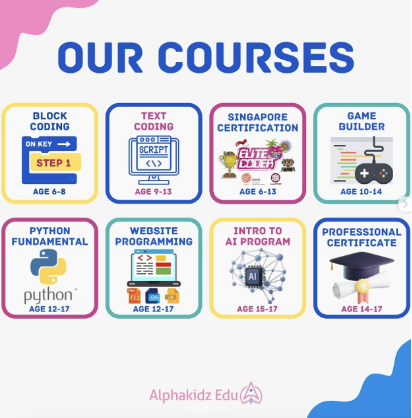 OUR COURSES
BLOCK
CODING
ON KEY
STEP 1
AGE 6-8
TEXT
CODING
SCRIPT
</>
AGE 9-13
SINGAPORE
CERTIFICATION
ELITE
CODER
AGE 6-13
GAME
BUILDER
AGE 10-14
PYTHON
FUNDAMENTAL
python
AGE 12-17
WEBSITE
PROGRAMMING
AGE 12-17
INTRO TO
AI PROGRAM
AI
AGE 15-17
PROFESSIONAL
CERTIFICATE
AGE 14-17
Alphakidz Edu